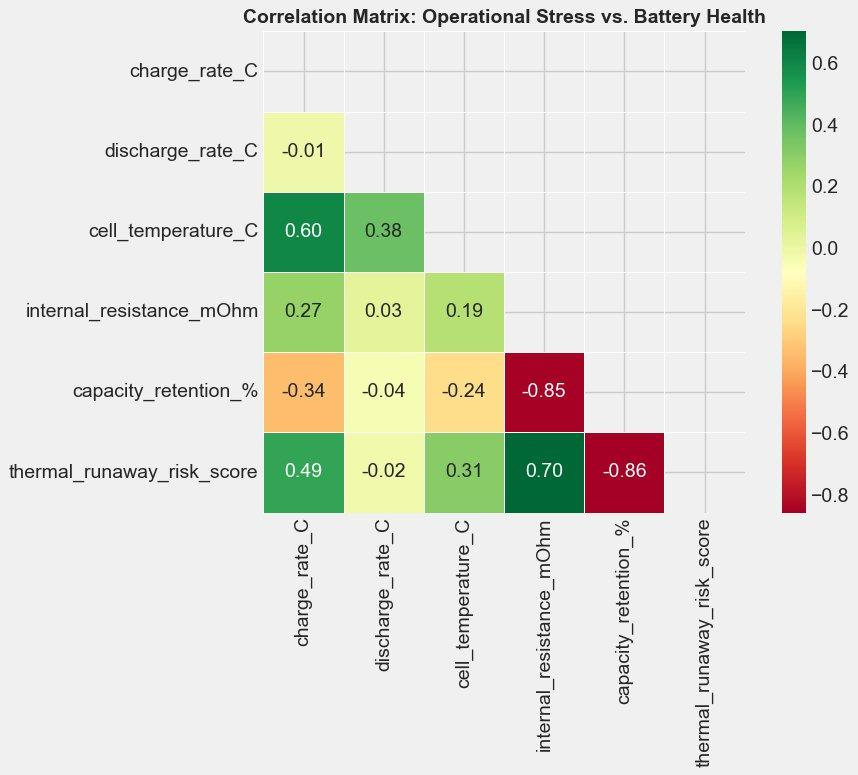 Correlation Matrix: Operational Stress vs. Battery Health
charge_rate_C
discharge_rate_C
-0.01
cell_temperature_C
0.60 0.38
internal_resistance_mOhm
0.27 0.03 0.19
capacity_retention_%
-0.34 -0.04 -0.24 -0.85
thermal_runaway_risk_score
0.49 -0.02 0.31 0.70 -0.86
charge_rate_C
discharge_rate_C
cell_temperature_C
internal_resistance_mOhm
capacity_retention_%
thermal_runaway_risk_score
0.6
0.4
0.2
0.0
−0.2
−0.4
−0.6
−0.8